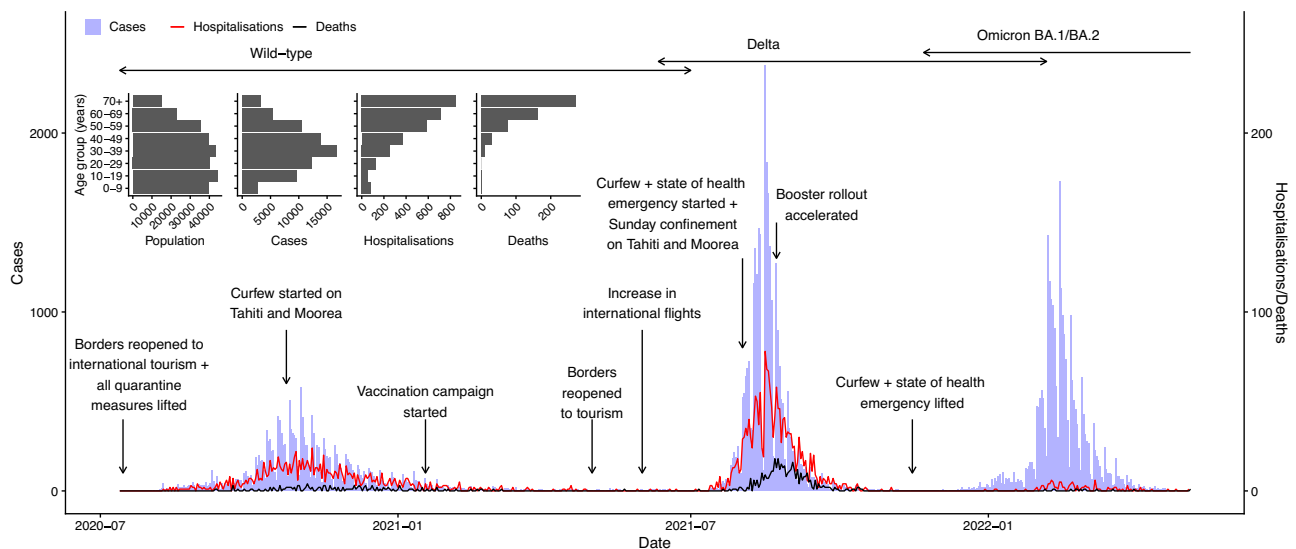 Cases Hospitalisations Deaths
Wild−type
Delta
Omicron BA.1/BA.2
Age group (years)
70+
60−69
50−59
40−49
30−39
20−29
10−19
0−9
0 10000 20000 30000 40000
Population
0 5000 10000 15000
Cases
0 200 400 600 800
Hospitalisations
0 100 200
Deaths
Borders reopened to
international tourism +
all quarantine
measures lifted
Curfew started on
Tahiti and Moorea
Vaccination campaign
started
Borders
reopened
to tourism
Increase in
international flights
Curfew + state of health
emergency started +
Sunday confinement
on Tahiti and Moorea
Booster rollout
accelerated
Curfew + state of health
emergency lifted
Cases
2000
1000
0
Hospitalisations/Deaths
200
100
0
2020−07 2021−01 2021−07 2022−01
Date